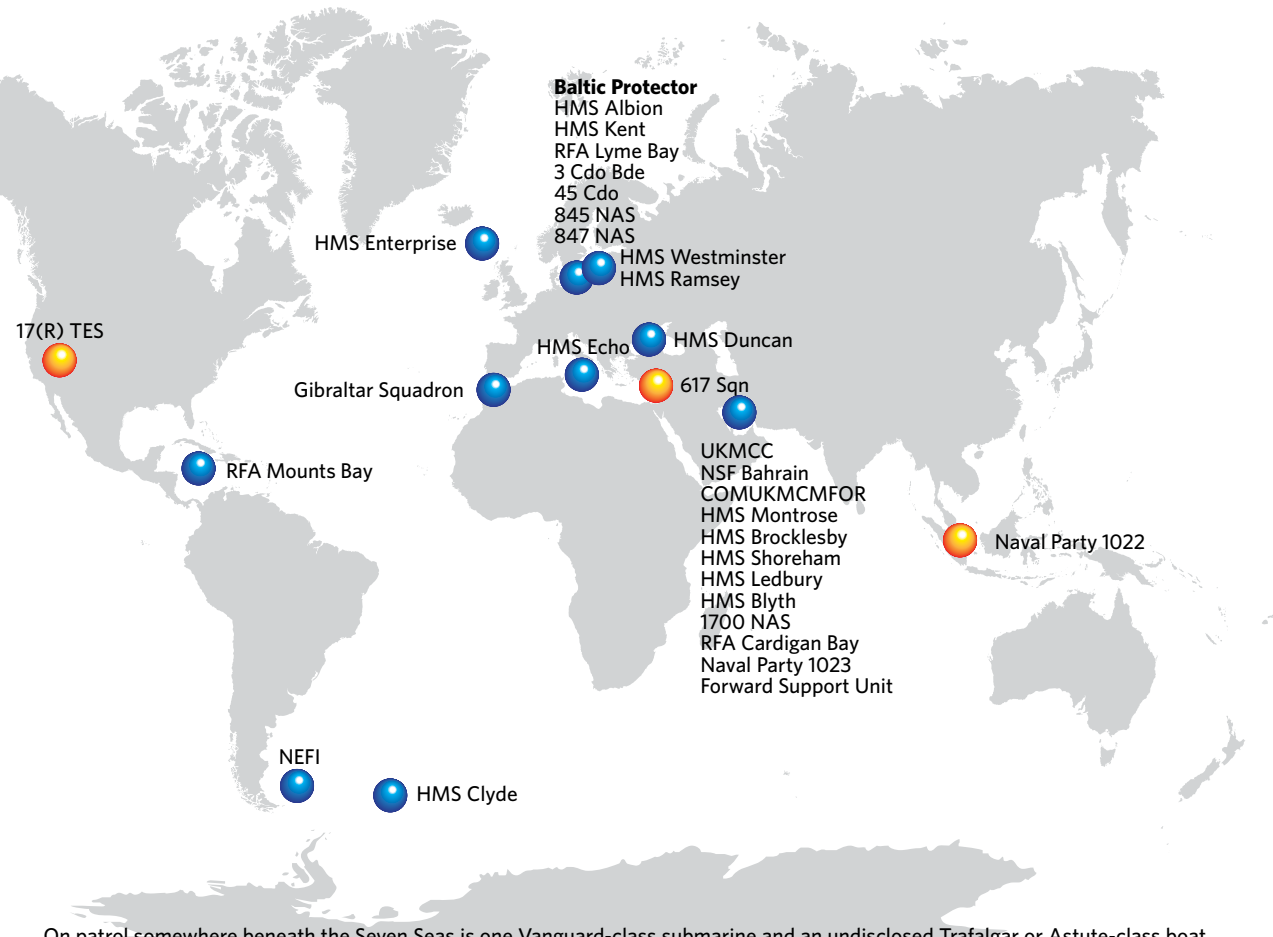 Baltic Protector
HMS Albion
HMS Kent
RFA Lyme Bay
3 Cdo Bde
45 Cdo
845 NAS
847 NAS
HMS Enterprise
HMS Westminster
HMS Ramsey
17(R) TES
HMS Echo
HMS Duncan
Gibraltar Squadron
617 Sqn
RFA Mounts Bay
UKMCC
NSF Bahrain
COMUKMCMFOR
HMS Montrose
HMS Brocklesby
HMS Shoreham
HMS Ledbury
HMS Blyth
1700 NAS
RFA Cardigan Bay
Naval Party 1023
Forward Support Unit
Naval Party 1022
NEFI
HMS Clyde
On patrol somewhere beneath the Seven Seas is one Vanguard-class submarine and an undisclosed Trafalgar or Astute-class boat